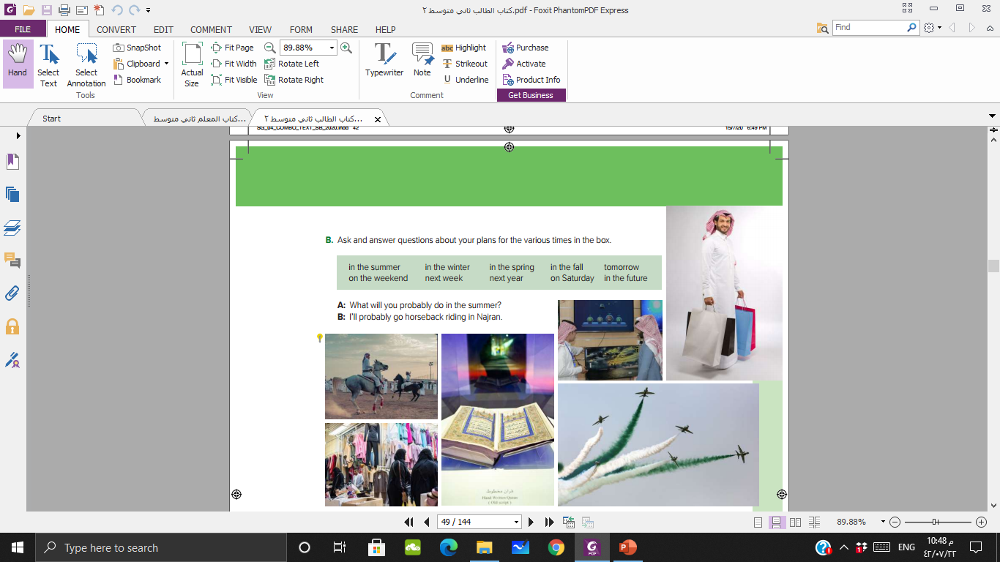 كتاب الطالب ثاني متوسط ٢.pdf - Foxit PhantomPDF Express
FILE HOME CONVERT EDIT COMMENT VIEW FORM SHARE HELP
Find
Hand
Select Text
Select Annotation
SnapShot
Clipboard
Bookmark
Tools
Actual Size
Fit Page
Fit Width
Fit Visible
89.88%
Rotate Left
Rotate Right
View
Typewriter
Note
abc Highlight
T Strikeout
U Underline
Comment
Purchase
Activate
Product Info
Get Business
Start
كتاب المعلم ثاني متوسط...
كتاب الطالب ثاني متوسط ٢...
SG_04_COMBO_TEXT_SB_2020.indd 42
15/7/20 6:49 PM
B. Ask and answer questions about your plans for the various times in the box.
in the summer in the winter in the spring in the fall tomorrow
on the weekend next week next year on Saturday in the future
A: What will you probably do in the summer?
B: I'll probably go horseback riding in Najran.
قرآن مخطوط
Hand Written Quran
( Old script )
49 / 144
89.88%
Type here to search
ENG
10:48 م
٤٢/٠٧/٢٢